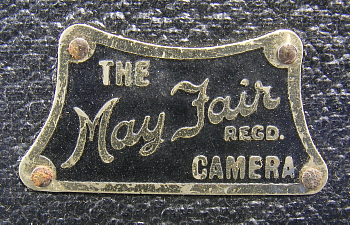 THE
May Fair
REGD.
CAMERA